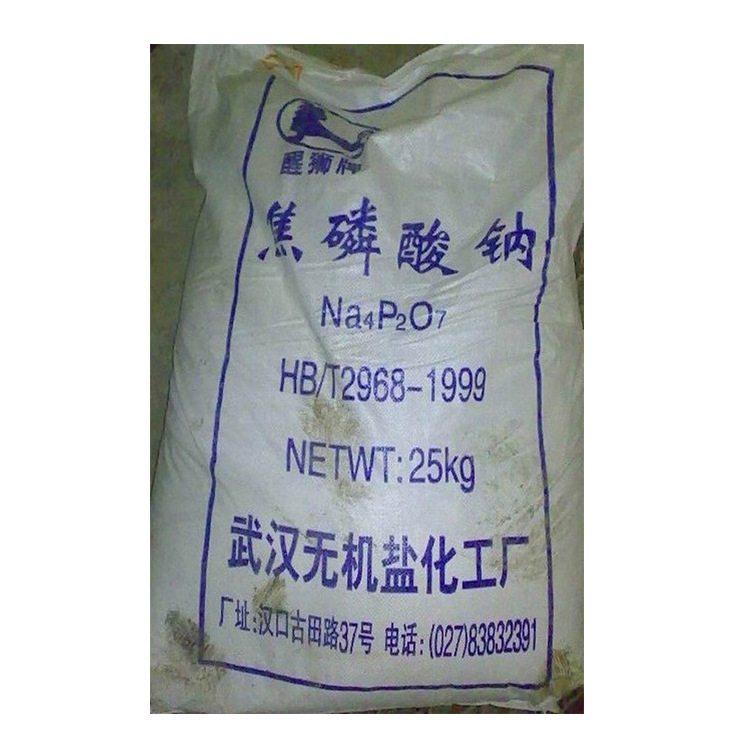 醒狮牌
焦磷酸钠
Na₄P₂O₇
HB/T2968-1999
NETWT:25kg
武汉无机盐化工厂
厂址:汉口古田路37号 电话:(027)83832391